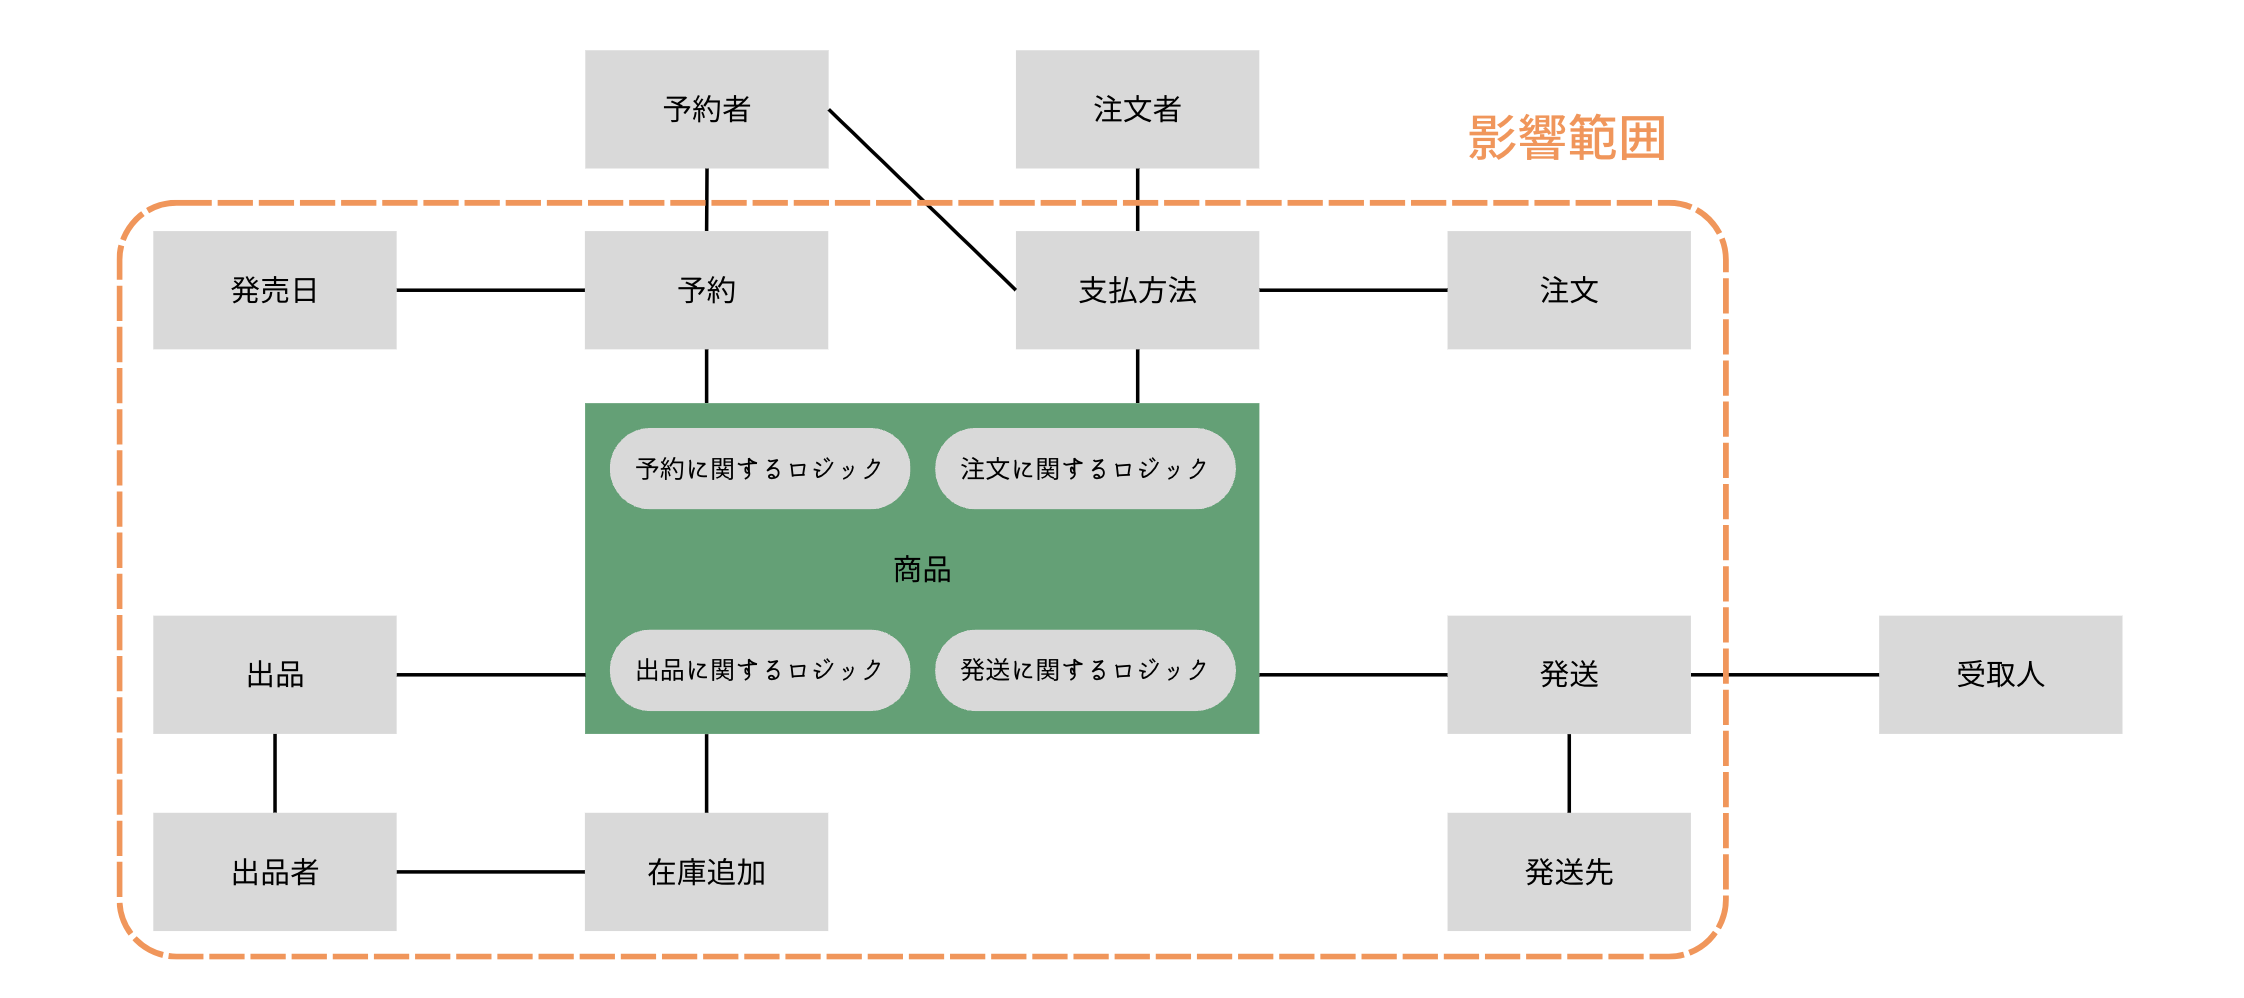 予約者
注文者
影響範囲
発売日
予約
支払方法
注文
予約に関するロジック
注文に関するロジック
商品
出品
出品に関するロジック
発送に関するロジック
発送
受取人
出品者
在庫追加
発送先